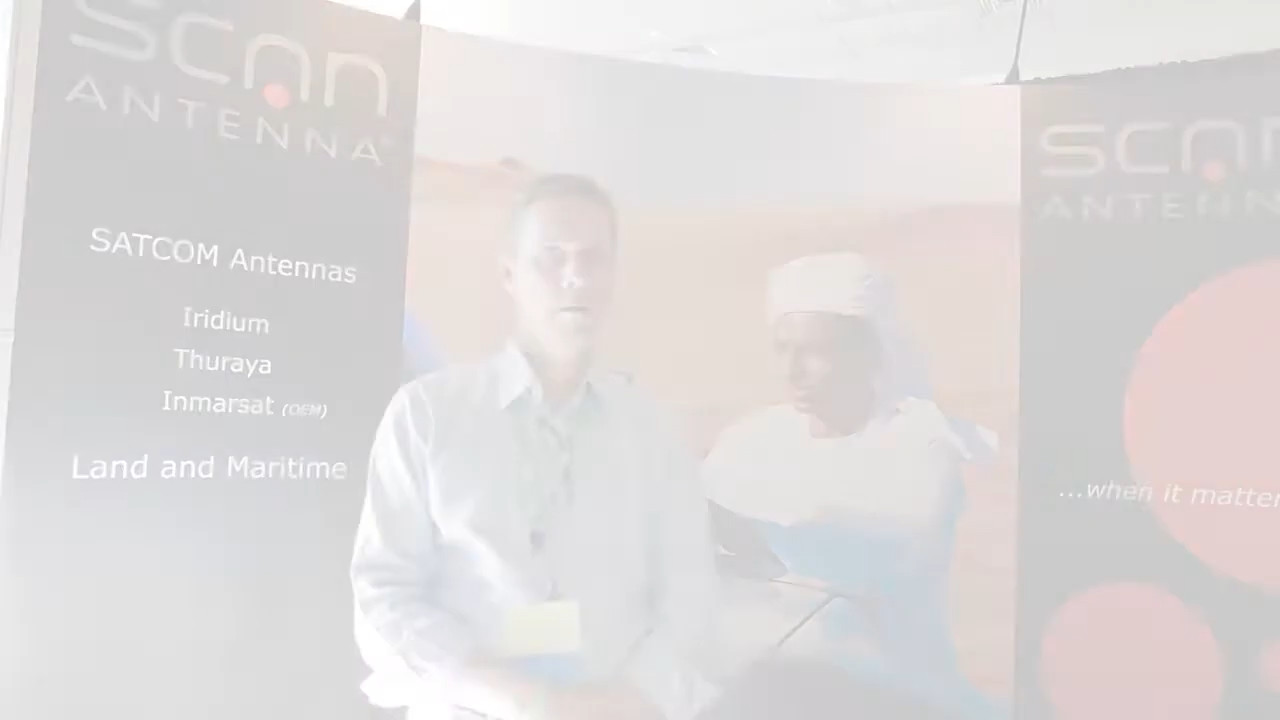 SCAN
ANTENNA
SATCOM Antennas
Iridium
Thuraya
Inmarsat (OEM)
Land and Maritime
SCAN
ANTENN
...when it matter